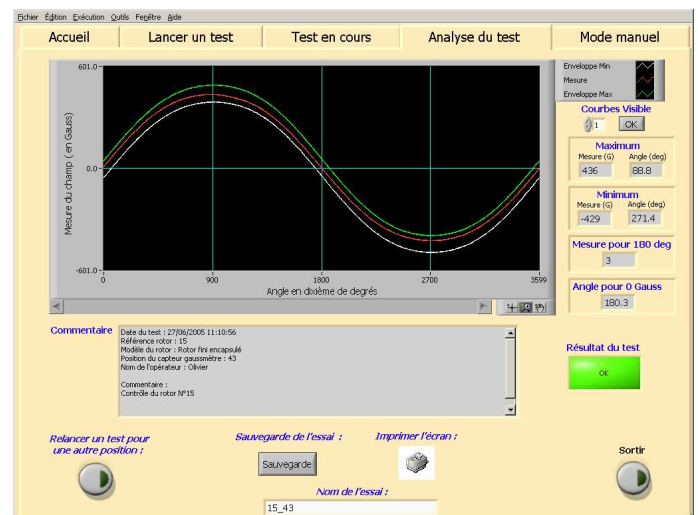 Fichier Édition Exécution Outils Fenêtre Aide
Accueil Lancer un test Test en cours Analyse du test Mode manuel
Enveloppe Min
Mesure
Enveloppe Max
Courbes Visible
1 OK
Maximum
Mesure (G) Angle (deg)
436 88.8
Minimum
Mesure (G) Angle (deg)
-429 271.4
Mesure pour 180 deg
3
Angle pour 0 Gauss
180.3
Mesure du champ ( en Gauss)
601.0
0.0
-601.0
0 900 1800 2700 3599
Angle en dixième de degrés
Commentaire
Date du test : 27/06/2005 11:10:56
Référence rotor : 15
Modèle du rotor : Rotor fini encapsulé
Position du capteur gaussmètre : 43
Nom de l'opérateur : Olivier
Commentaire :
Contrôle du rotor N°15
Résultat du test
OK
Relancer un test pour
une autre position :
Sauvegarde de l'essai :
Sauvegarde
Imprimer l'écran :
Sortir
Nom de l'essai :
15_43